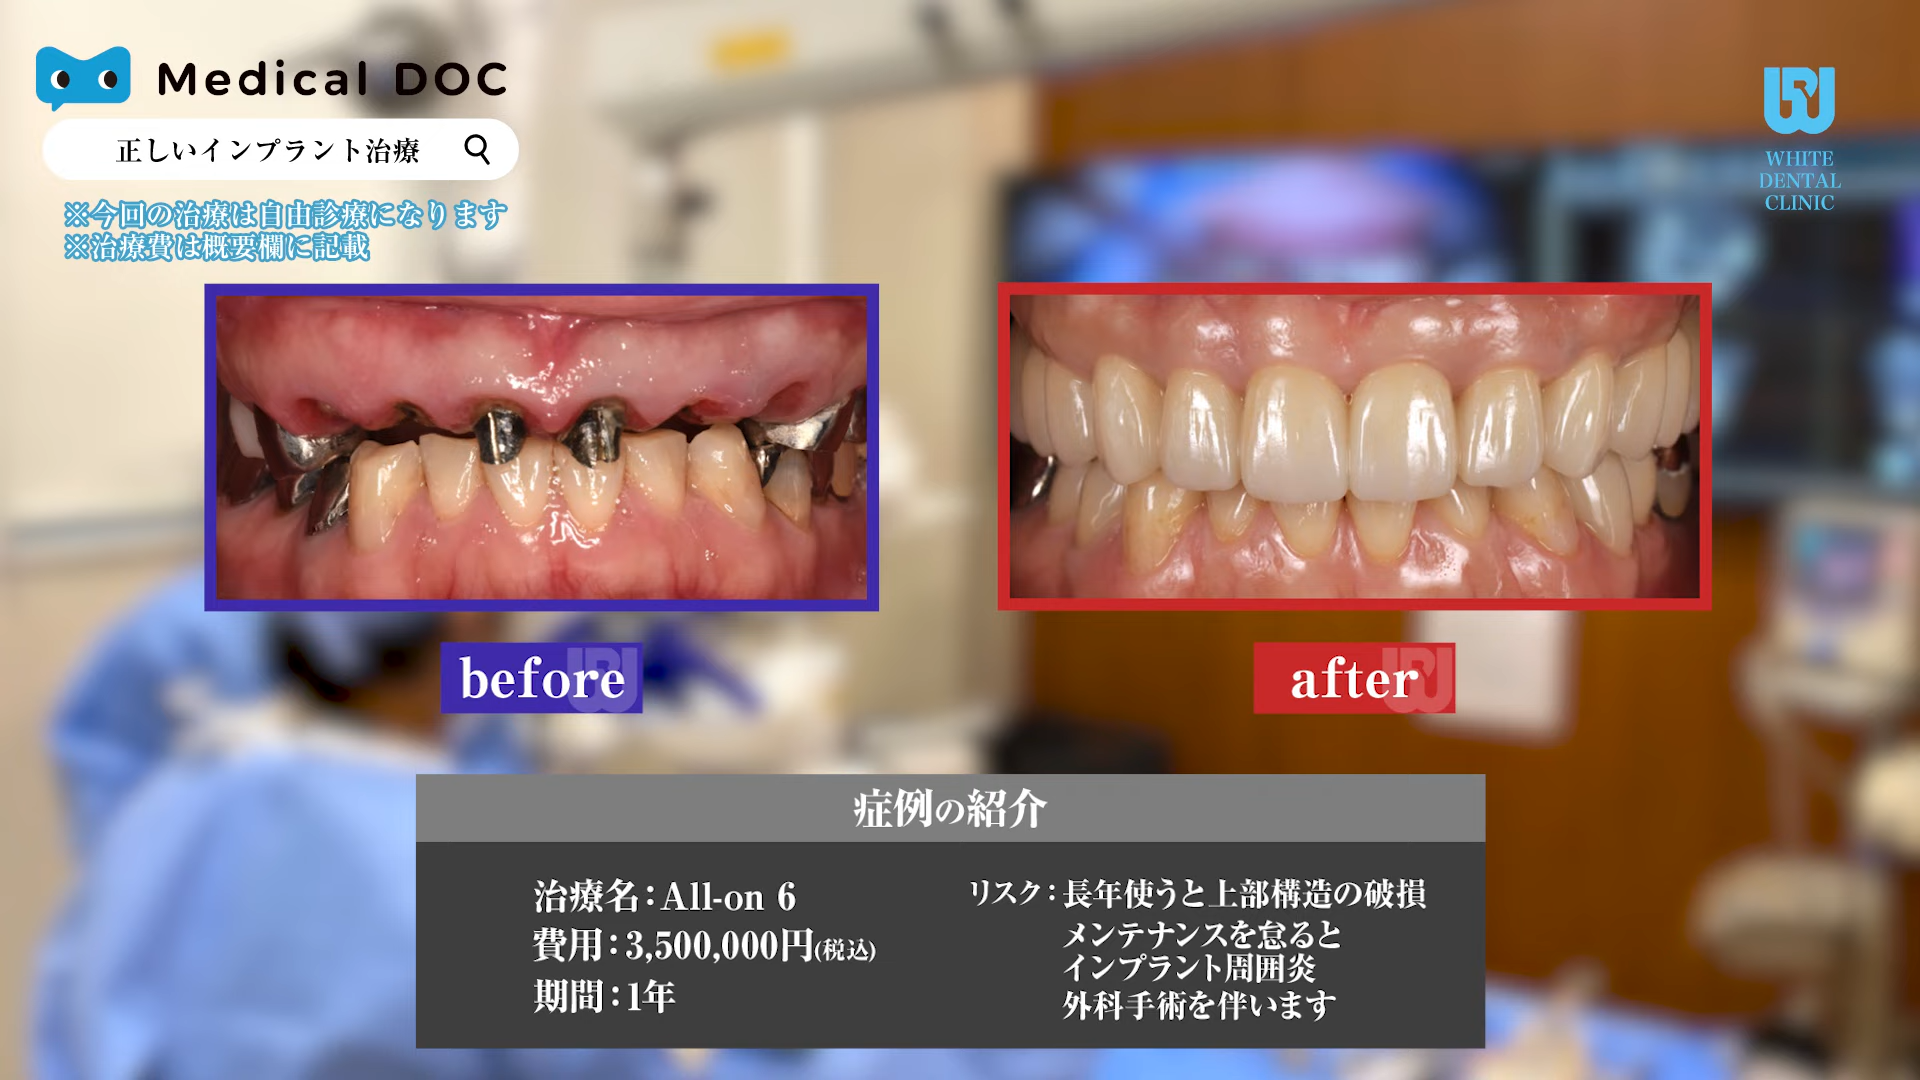 Medical DOC
正しいインプラント治療
※今回の治療は自由診療になります
※治療費は概要欄に記載
WHITE
DENTAL
CLINIC
before
after
症例の紹介
治療名：All-on 6
費用：3,500,000円(税込)
期間：1年
リスク：長年使うと上部構造の破損
メンテナンスを怠ると
インプラント周囲炎
外科手術を伴います